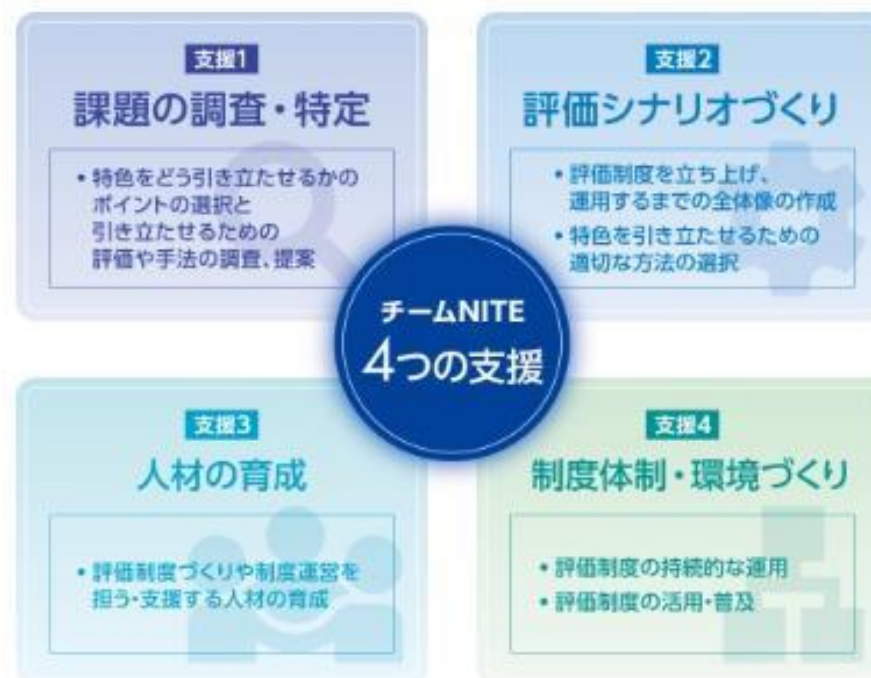 支援1
課題の調査・特定
・特色をどう引き立たせるかの
ポイントの選択と
引き立たせるための
評価や手法の調査、提案
支援2
評価シナリオづくり
・評価制度を立ち上げ、
運用するまでの全体像の作成
・特色を引き立たせるための
適切な方法の選択
チームNITE
4つの支援
支援3
人材の育成
・評価制度づくりや制度運営を
担う・支援する人材の育成
支援4
制度体制・環境づくり
・評価制度の持続的な運用
・評価制度の活用・普及